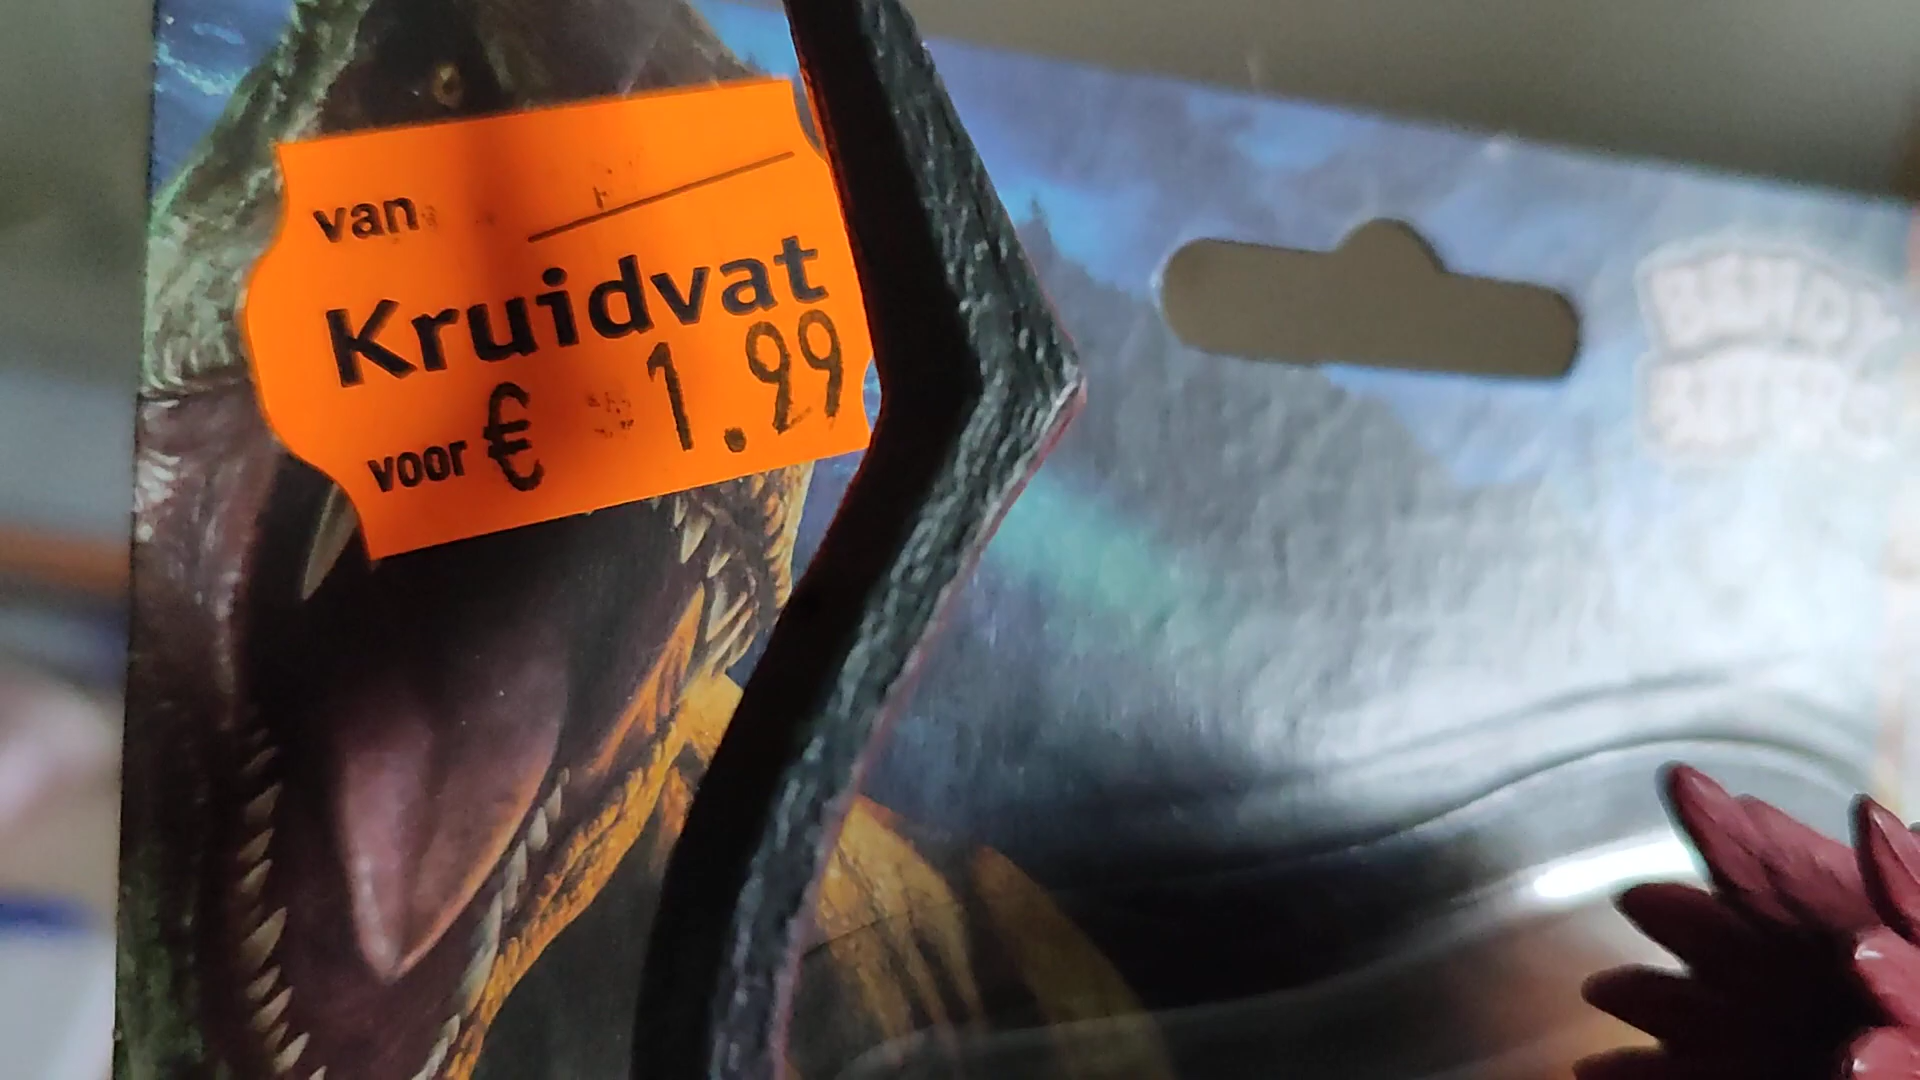 van
Kruidvat
voor € 1.99